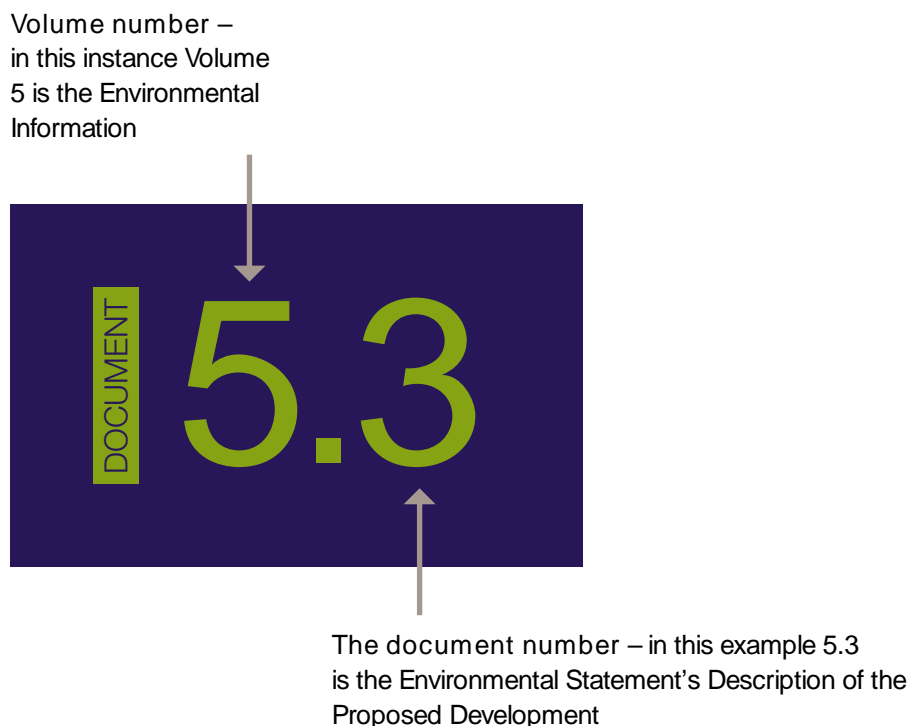 Volume number –
in this instance Volume
5 is the Environmental
Information
DOCUMENT
5.3
The document number – in this example 5.3
is the Environmental Statement’s Description of the
Proposed Development